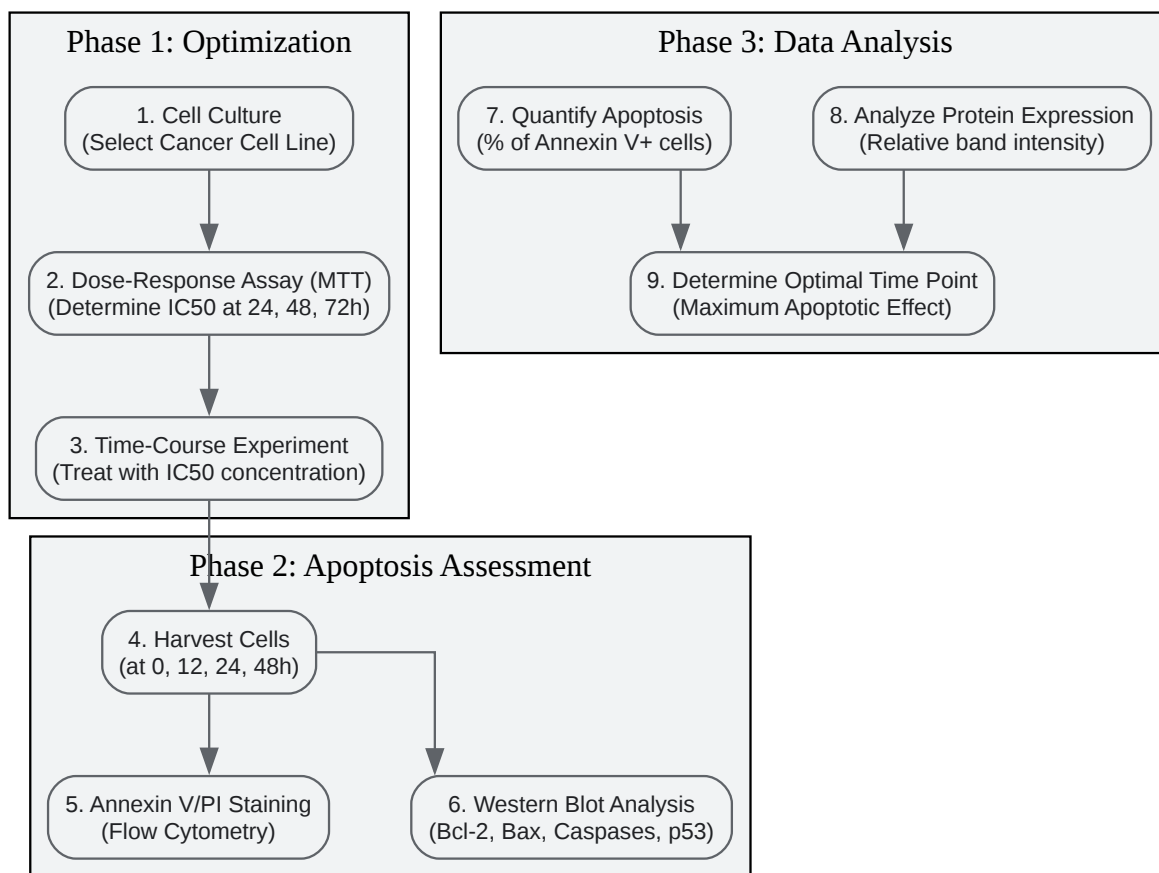 Phase 1: Optimization
1. Cell Culture
(Select Cancer Cell Line)
2. Dose-Response Assay (MTT)
(Determine IC50 at 24, 48, 72h)
3. Time-Course Experiment
(Treat with IC50 concentration)
Phase 2: Apoptosis Assessment
4. Harvest Cells
(at 0, 12, 24, 48h)
5. Annexin V/PI Staining
(Flow Cytometry)
6. Western Blot Analysis
(Bcl-2, Bax, Caspases, p53)
Phase 3: Data Analysis
7. Quantify Apoptosis
(% of Annexin V+ cells)
8. Analyze Protein Expression
(Relative band intensity)
9. Determine Optimal Time Point
(Maximum Apoptotic Effect)